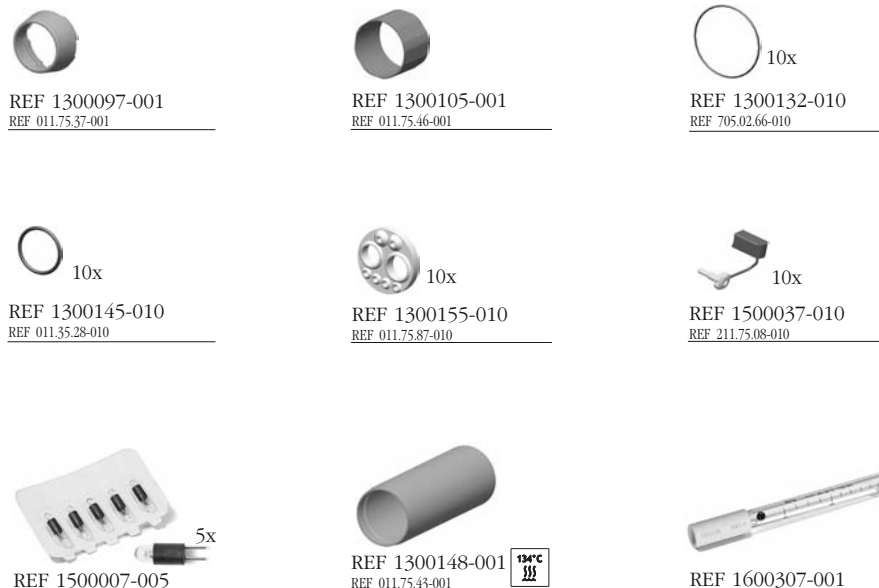 REF 1300097-001
REF 011.75.37-001
REF 1300105-001
REF 011.75.46-001
10x
REF 1300132-010
REF 705.02.66-010
10x
REF 1300145-010
REF 011.35.28-010
10x
REF 1300155-010
REF 011.75.87-010
10x
REF 1500037-010
REF 211.75.08-010
5x
REF 1500007-005
REF 1300148-001
REF 011.75.43-001
134°C
REF 1600307-001